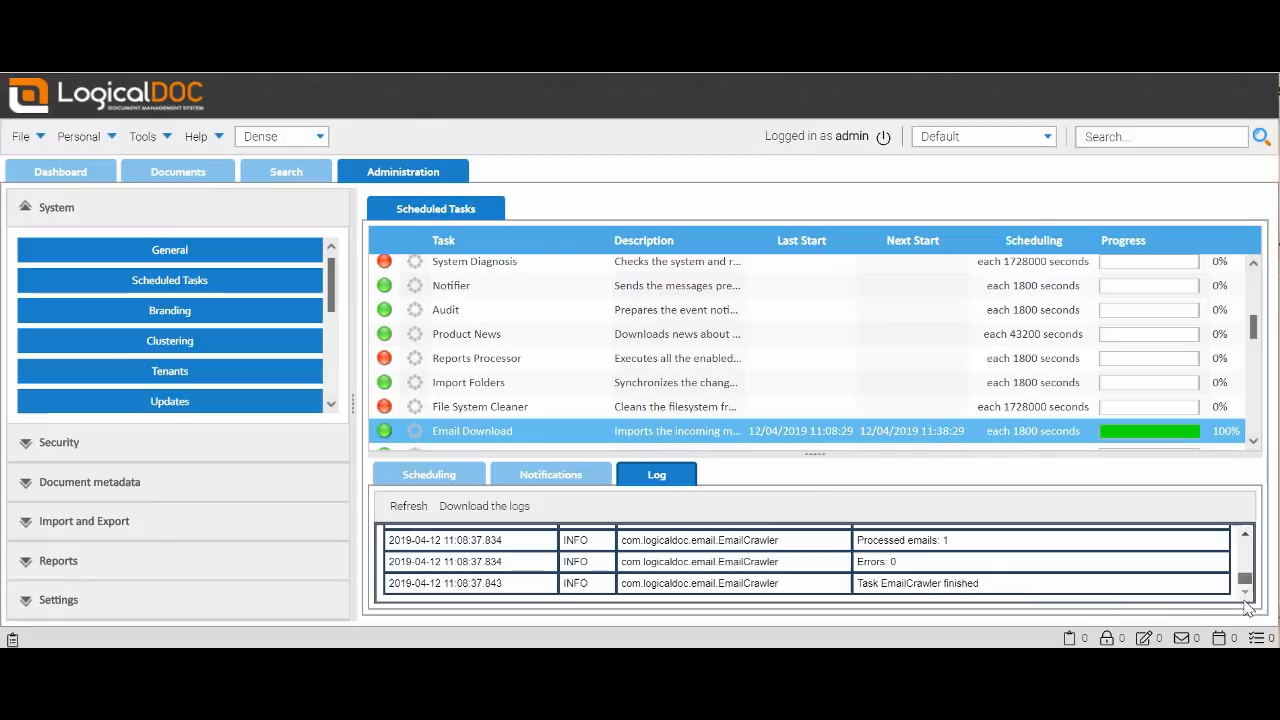 LogicalDOC
DOCUMENT MANAGEMENT SYSTEM
File Personal Tools Help Dense Logged in as admin Default Search...
Dashboard Documents Search Administration
System
General
Scheduled Tasks
Branding
Clustering
Tenants
Updates
Security
Document metadata
Import and Export
Reports
Settings
Scheduled Tasks
Task Description Last Start Next Start Scheduling Progress
System Diagnosis Checks the system and r... each 1728000 seconds 0%
Notifier Sends the messages pre... each 1800 seconds 0%
Audit Prepares the event noti... each 1800 seconds 0%
Product News Downloads news about ... each 43200 seconds 0%
Reports Processor Executes all the enabled... each 1800 seconds 0%
Import Folders Synchronizes the chang... each 1800 seconds 0%
File System Cleaner Cleans the filesystem fr... each 1728000 seconds 0%
Email Download Imports the incoming m... 12/04/2019 11:08:29 12/04/2019 11:38:29 each 1800 seconds 100%
Scheduling Notifications Log
Refresh Download the logs
2019-04-12 11:08:37.834 INFO com.logicaldoc.email.EmailCrawler Processed emails: 1
2019-04-12 11:08:37.834 INFO com.logicaldoc.email.EmailCrawler Errors: 0
2019-04-12 11:08:37.843 INFO com.logicaldoc.email.EmailCrawler Task EmailCrawler finished
0 0 0 0 0 0